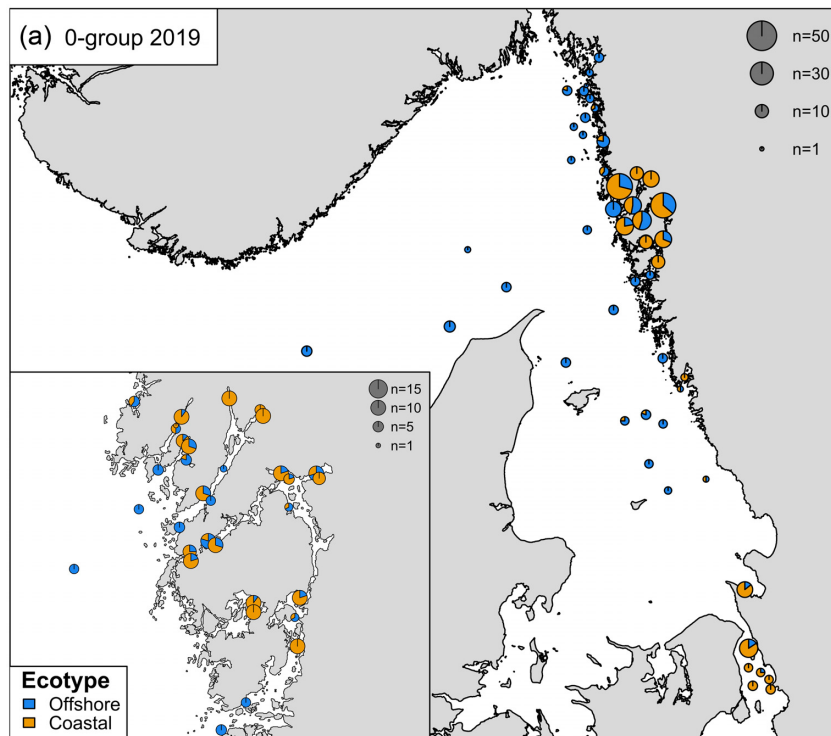 (a) 0-group 2019
n=50
n=30
n=10
n=1
n=15
n=10
n=5
n=1
Ecotype
Offshore
Coastal